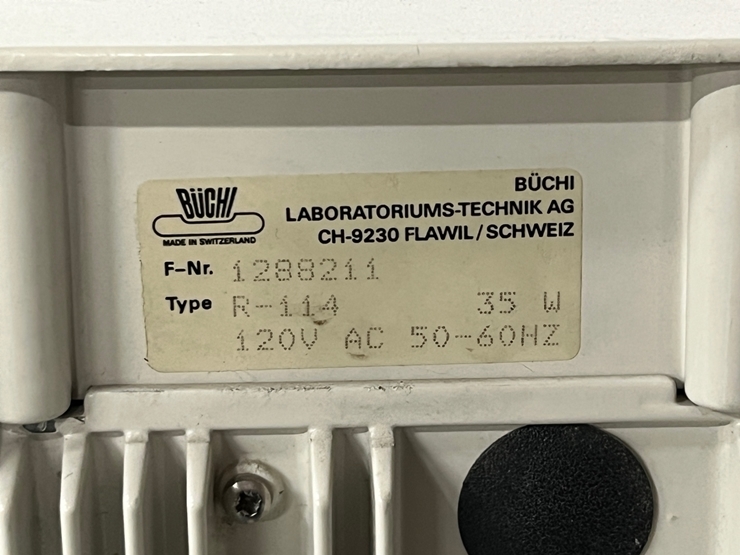 BÜCHI
MADE IN SWITZERLAND
BÜCHI
LABORATORIUMS-TECHNIK AG
CH-9230 FLAWIL/SCHWEIZ
F-Nr. 1288211
Type R-114 35 W
120V AC 50-60HZ